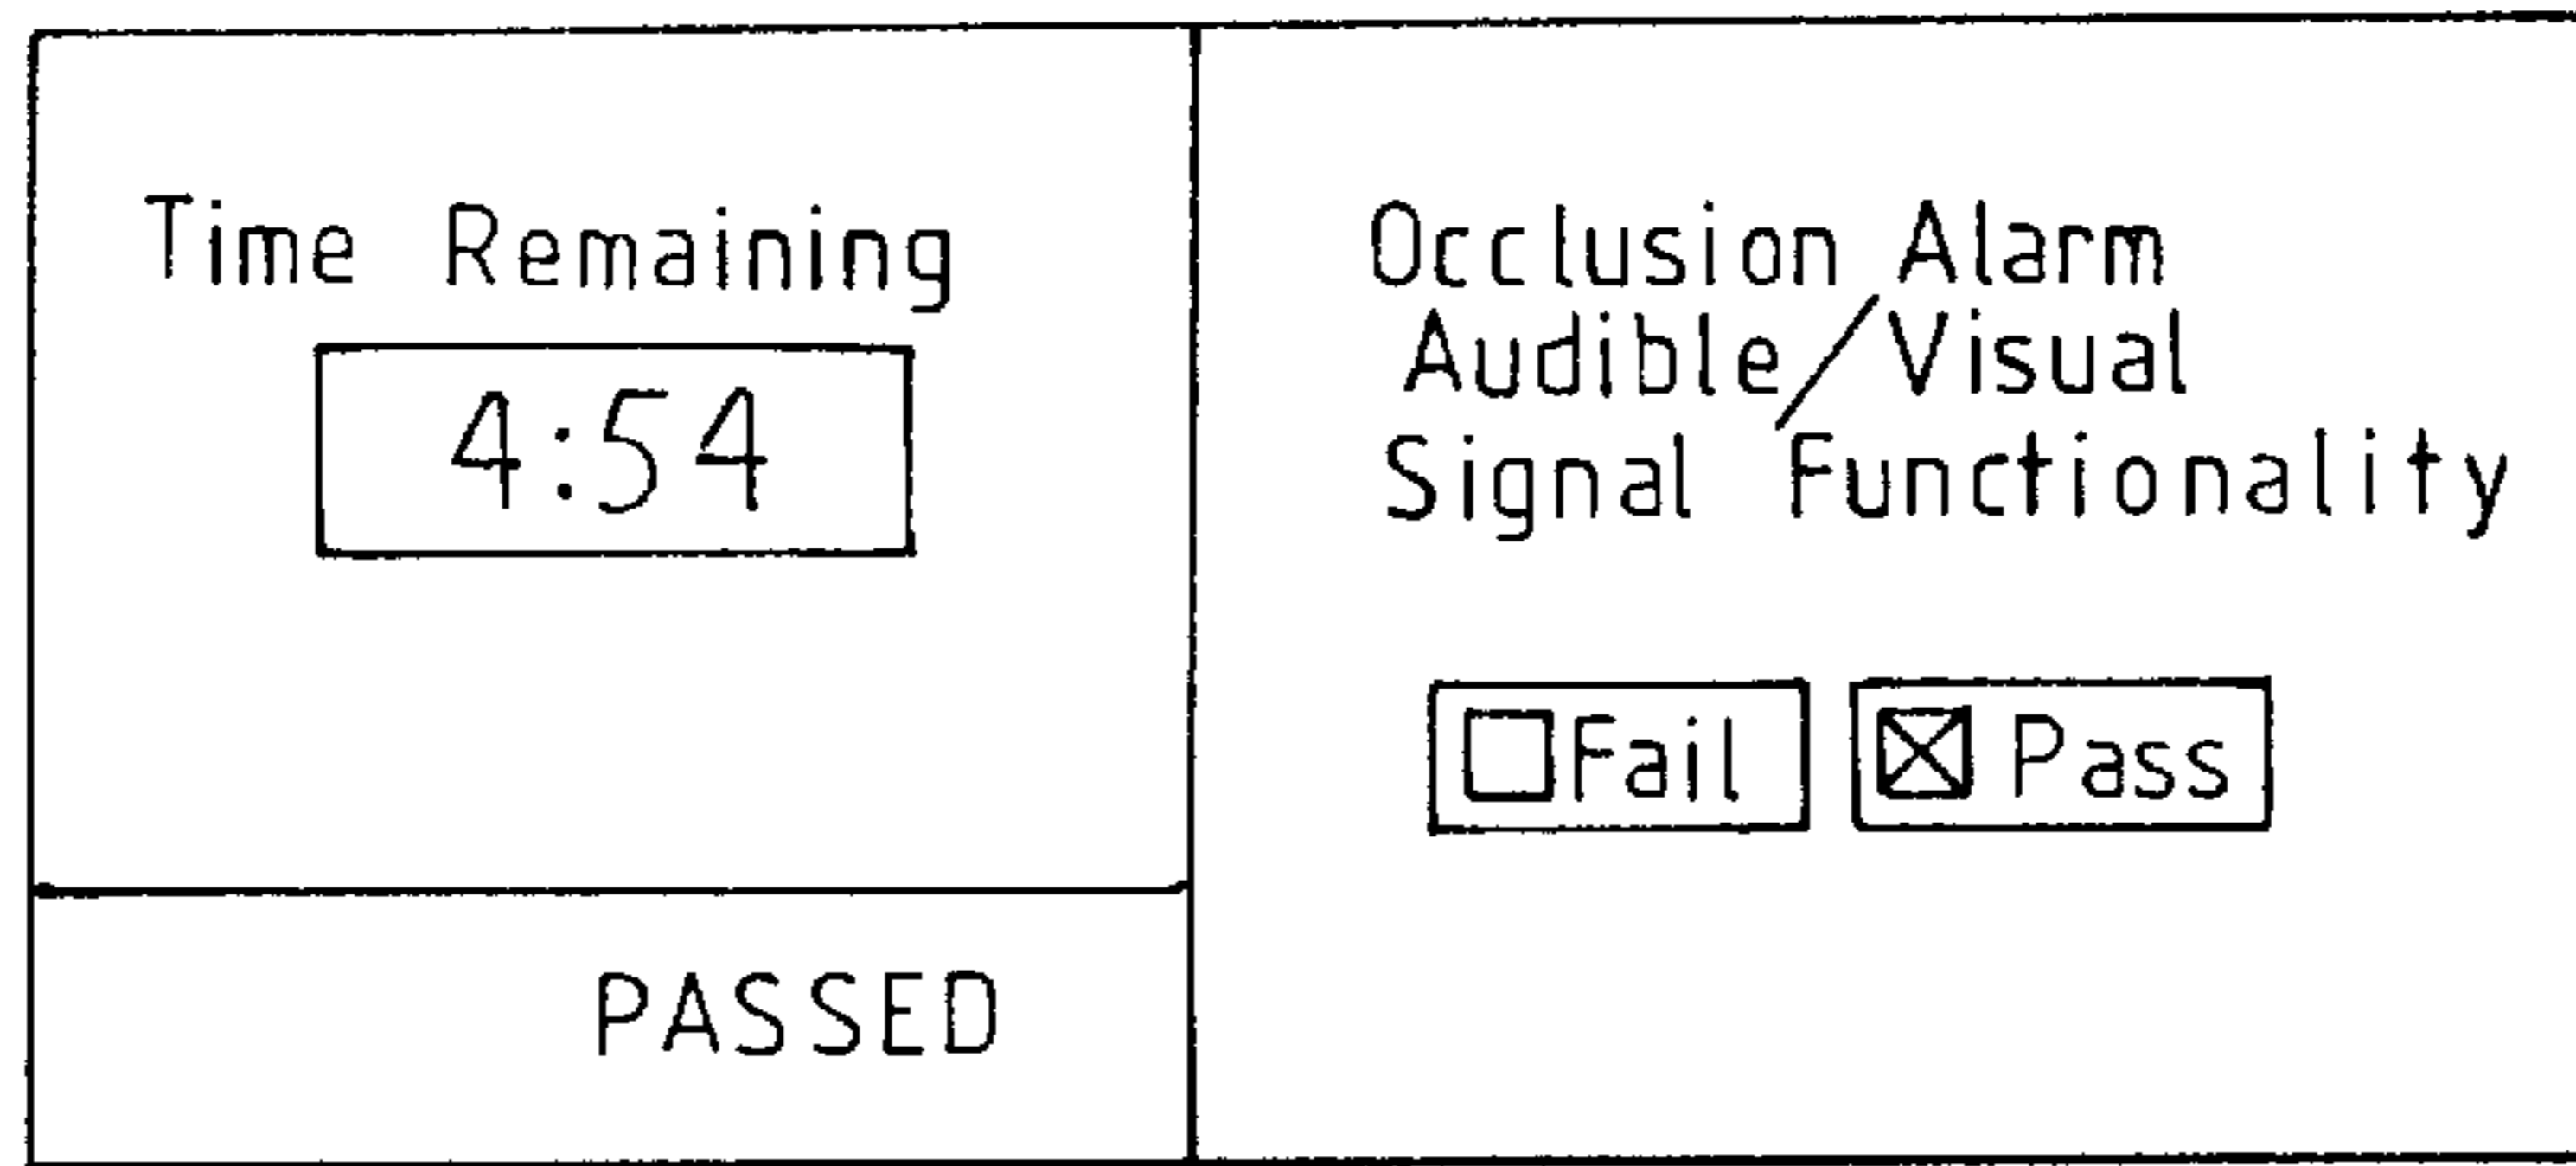 Time Remaining
4:54
PASSED
Occlusion Alarm
Audible/Visual
Signal Functionality
☐ Fail ☒ Pass